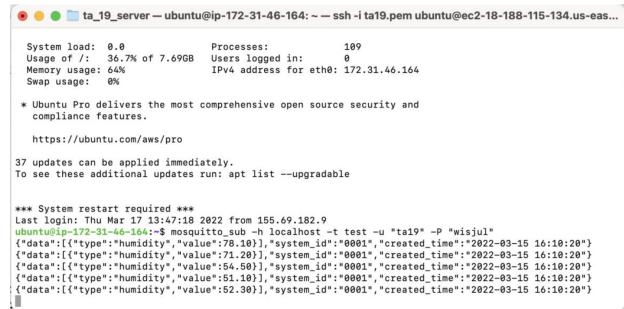 ta_19_server — ubuntu@ip-172-31-46-164: ~ — ssh -i ta19.pem ubuntu@ec2-18-188-115-134.us-eas...
System load: 0.0 Processes: 109
Usage of /: 36.7% of 7.69GB Users logged in: 0
Memory usage: 64% IPv4 address for eth0: 172.31.46.164
Swap usage: 0%
* Ubuntu Pro delivers the most comprehensive open source security and
compliance features.
https://ubuntu.com/aws/pro
37 updates can be applied immediately.
To see these additional updates run: apt list --upgradable
*** System restart required ***
Last login: Thu Mar 17 13:47:18 2022 from 155.69.182.9
ubuntu@ip-172-31-46-164:~$ mosquitto_sub -h localhost -t test -u "ta19" -P "wisjul"
{"data":[{"type":"humidity","value":78.10}],"system_id":"0001","created_time":"2022-03-15 16:10:20"}
{"data":[{"type":"humidity","value":71.20}],"system_id":"0001","created_time":"2022-03-15 16:10:20"}
{"data":[{"type":"humidity","value":54.50}],"system_id":"0001","created_time":"2022-03-15 16:10:20"}
{"data":[{"type":"humidity","value":51.10}],"system_id":"0001","created_time":"2022-03-15 16:10:20"}
{"data":[{"type":"humidity","value":52.30}],"system_id":"0001","created_time":"2022-03-15 16:10:20"}